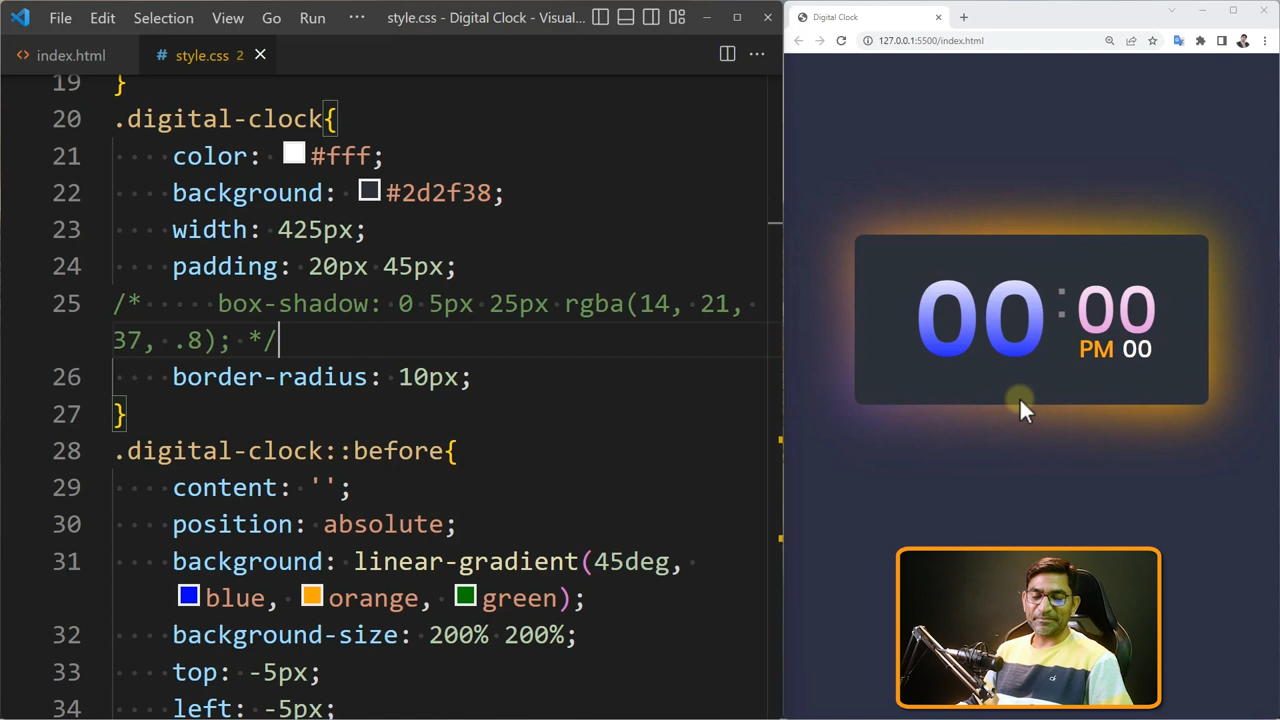 File Edit Selection View Go Run ··· style.css - Digital Clock - Visual...
index.html style.css 2
19 }
20 .digital-clock{
21 color: #fff;
22 background: #2d2f38;
23 width: 425px;
24 padding: 20px 45px;
25 /* box-shadow: 0 5px 25px rgba(14, 21,
37, .8); */
26 border-radius: 10px;
27 }
28 .digital-clock::before{
29 content: '';
30 position: absolute;
31 background: linear-gradient(45deg,
blue, orange, green);
32 background-size: 200% 200%;
33 top: -5px;
34 left: -5px;
Digital Clock
127.0.0.1:5500/index.html
00:00
PM 00